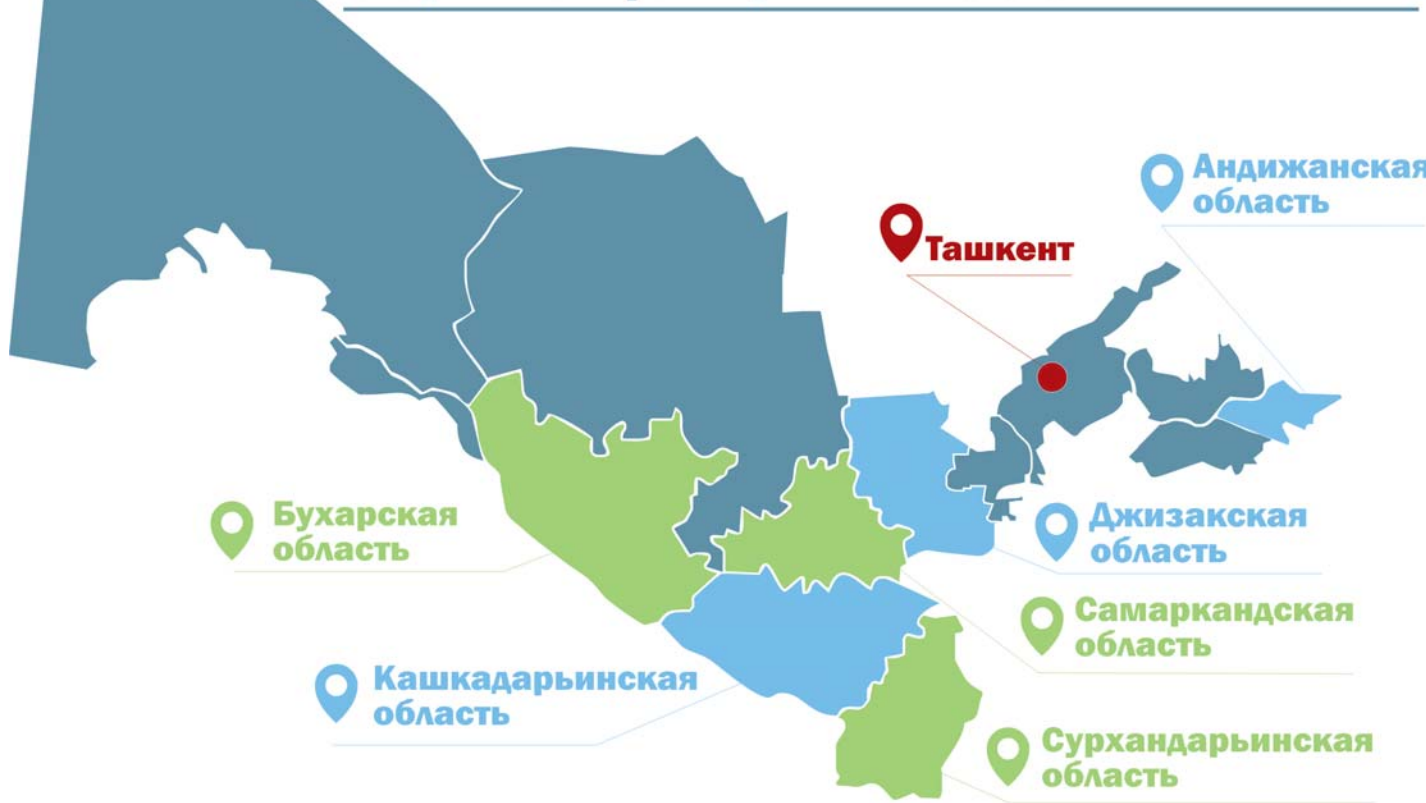 Андижанская
область
Ташкент
Бухарская
область
Джизакская
область
Самаркандская
область
Кашкадарьинская
область
Сурхандарьинская
область